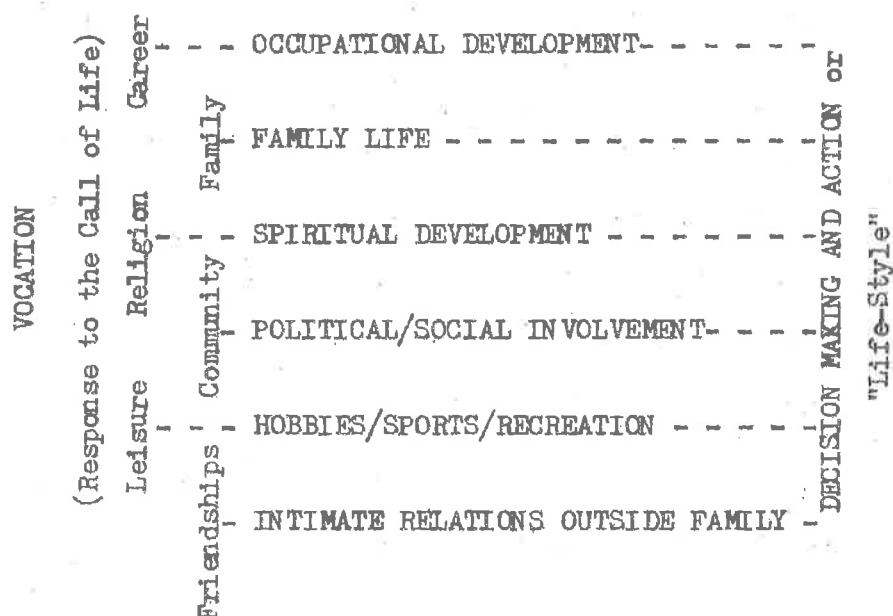 VOCATION
(Response to the Call of Life)
Leisure Religion Career
Friendships Community Family
- - - OCCUPATIONAL DEVELOPMENT- - - - - -
- FAMILY LIFE - - - - - - - - - - -
- - - SPIRITUAL DEVELOPMENT - - - - - - -
- POLITICAL/SOCIAL INVOLVEMENT- - - -
- - - HOBBIES/SPORTS/RECREATION - - - - -
- INTIMATE RELATIONS OUTSIDE FAMILY -
DECISION MAKING AND ACTION or
"Life-Style"